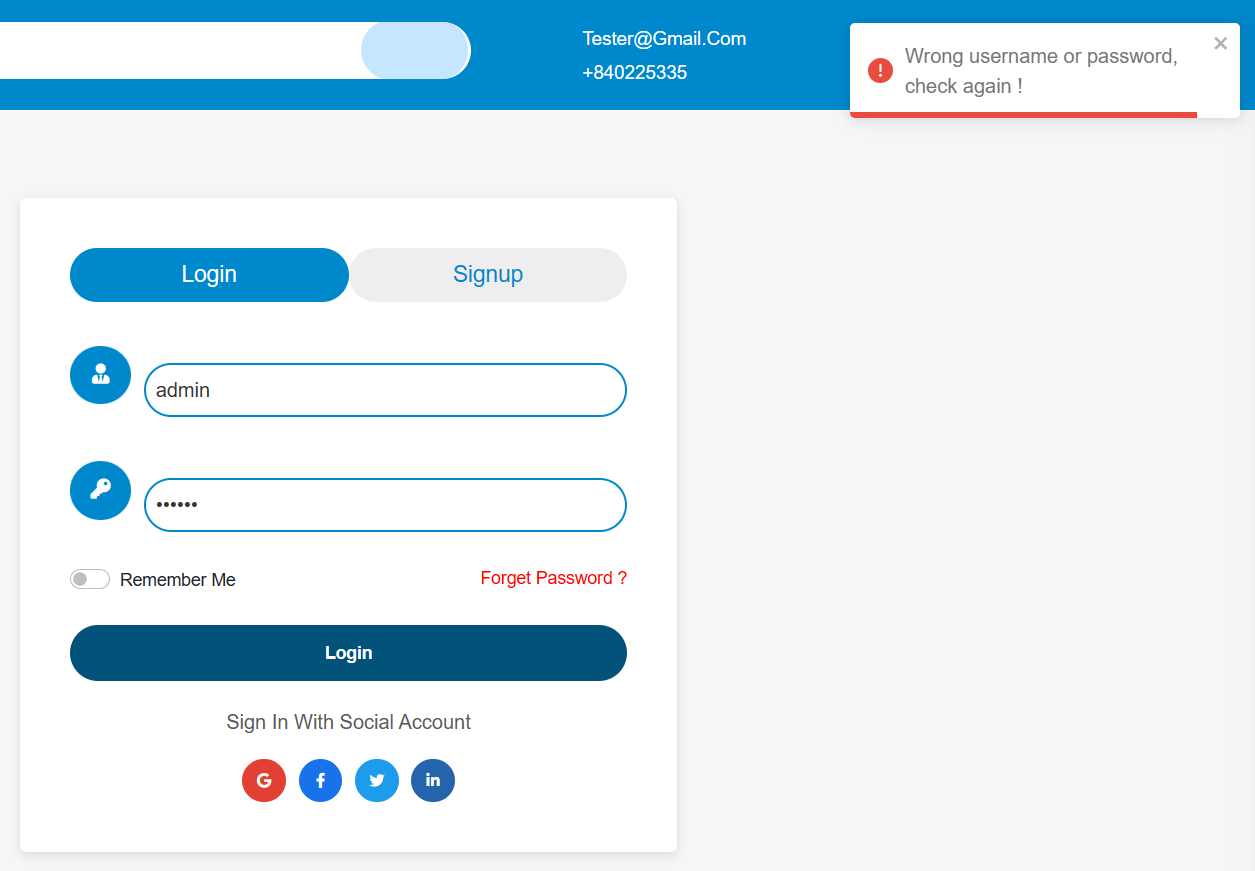 Tester@Gmail.Com
+840225335
Wrong username or password,
check again !
Login
Signup
admin
••••••
Remember Me
Forget Password ?
Login
Sign In With Social Account